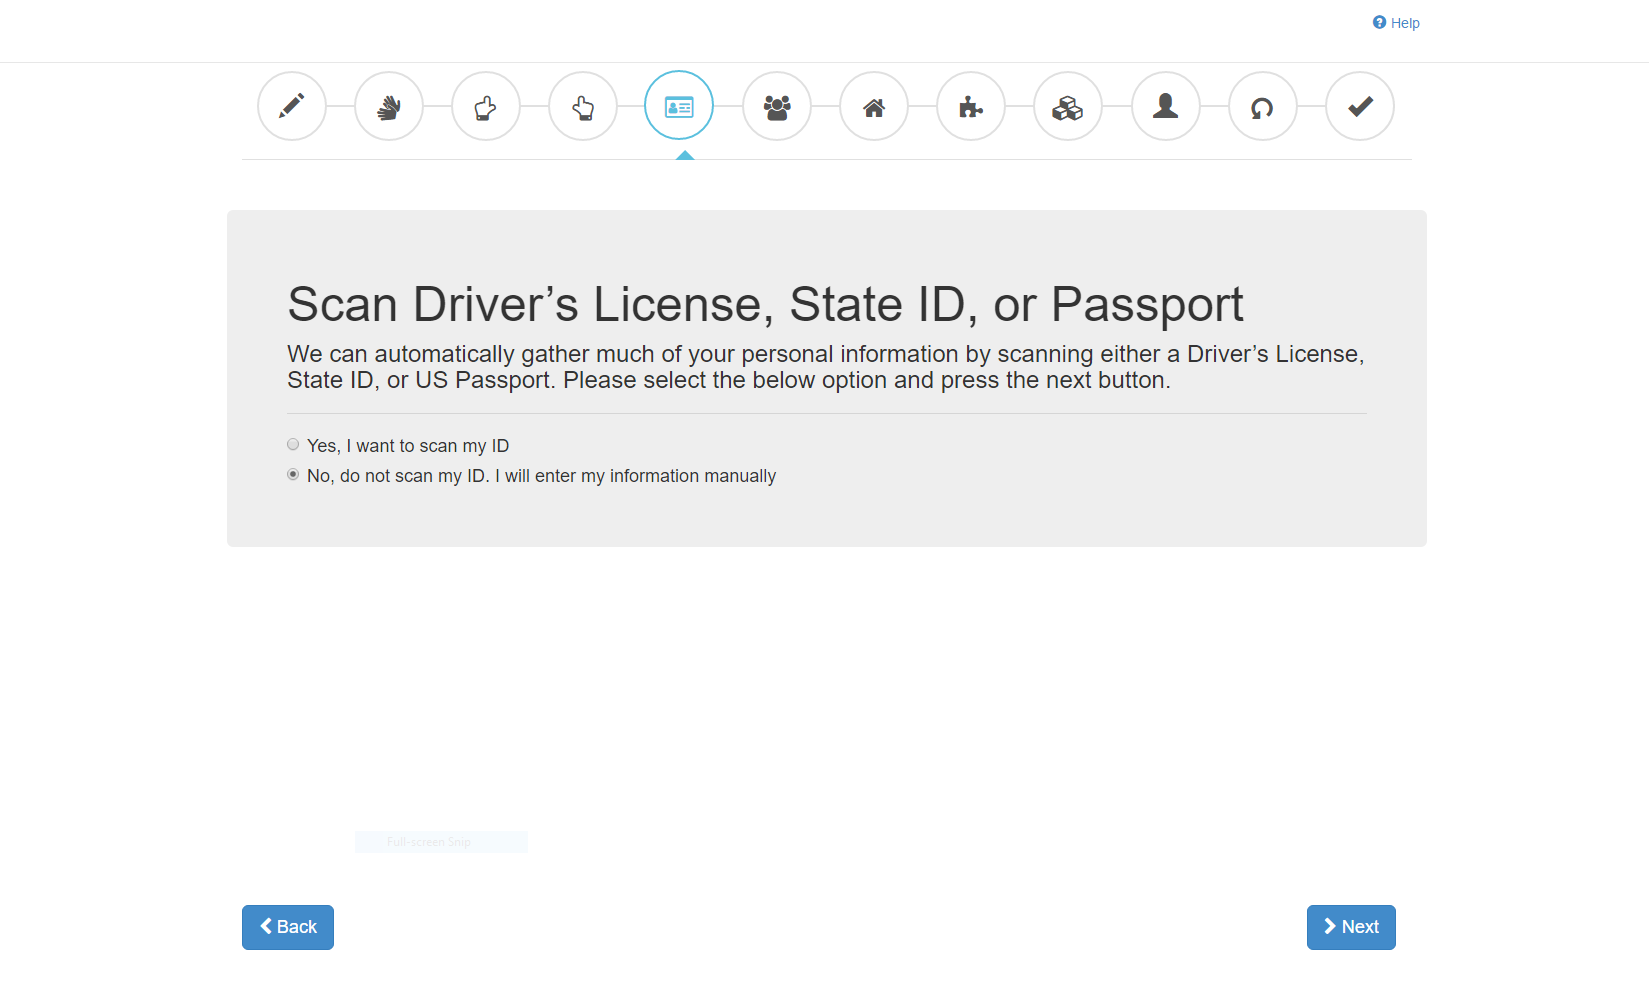 Help
Scan Driver’s License, State ID, or Passport
We can automatically gather much of your personal information by scanning either a Driver’s License,
State ID, or US Passport. Please select the below option and press the next button.
Yes, I want to scan my ID
No, do not scan my ID. I will enter my information manually
Full-screen Snip
Back
Next